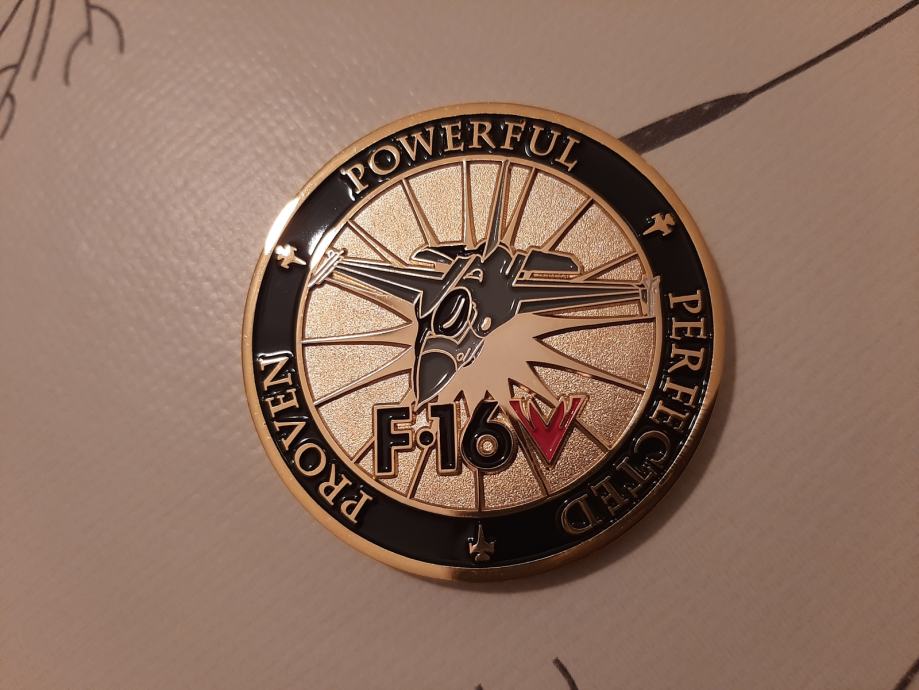 PROVEN
POWERFUL
PERFECTED
F-16V